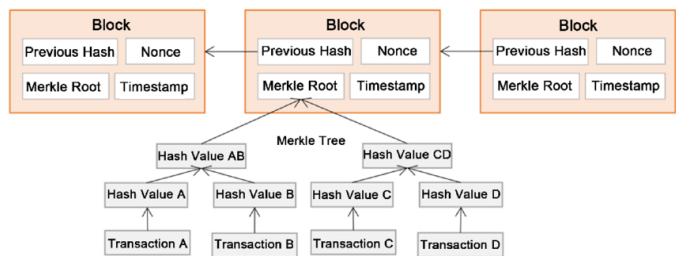 Block Block Block
Previous Hash Nonce Previous Hash Nonce Previous Hash Nonce
Merkle Root Timestamp Merkle Root Timestamp Merkle Root Timestamp
Merkle Tree
Hash Value AB Hash Value CD
Hash Value A Hash Value B Hash Value C Hash Value D
Transaction A Transaction B Transaction C Transaction D